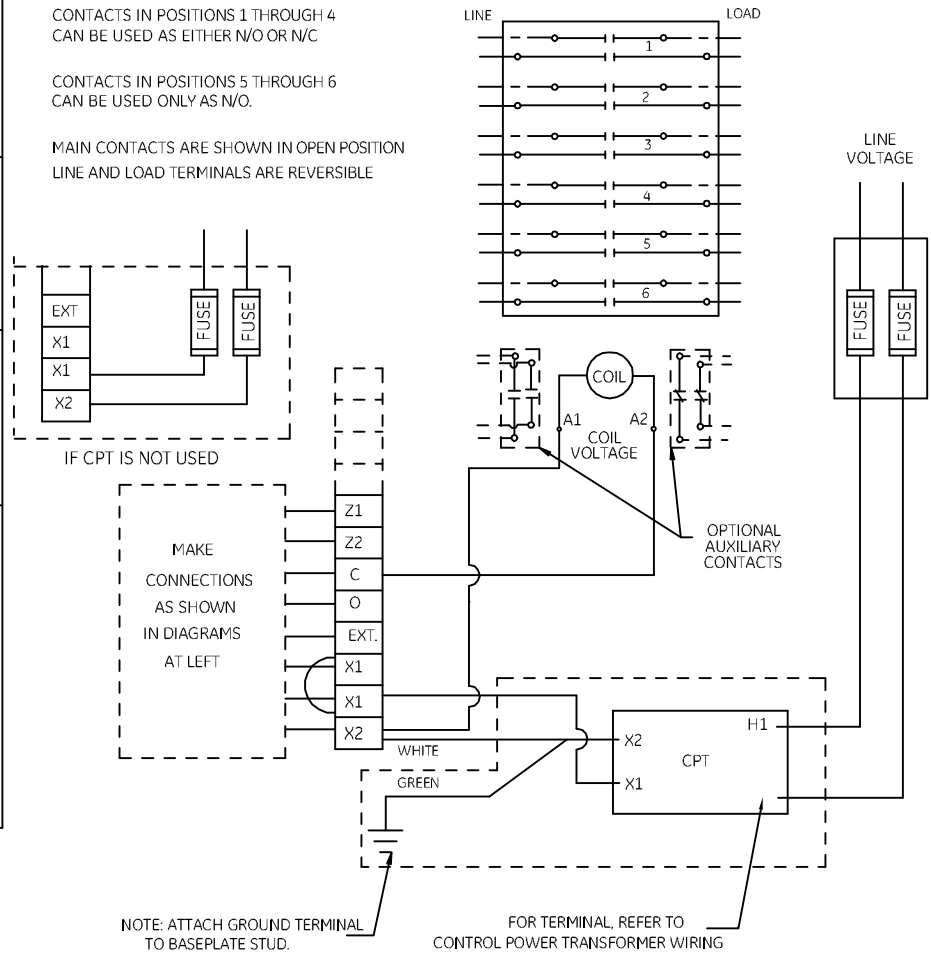 CONTACTS IN POSITIONS 1 THROUGH 4
CAN BE USED AS EITHER N/O OR N/C
CONTACTS IN POSITIONS 5 THROUGH 6
CAN BE USED ONLY AS N/O.
MAIN CONTACTS ARE SHOWN IN OPEN POSITION
LINE AND LOAD TERMINALS ARE REVERSIBLE
LINE
LOAD
1
2
3
4
5
6
LINE
VOLTAGE
FUSE
FUSE
EXT
X1
X1
X2
FUSE
FUSE
IF CPT IS NOT USED
COIL
A1
A2
COIL
VOLTAGE
OPTIONAL
AUXILIARY
CONTACTS
MAKE
CONNECTIONS
AS SHOWN
IN DIAGRAMS
AT LEFT
Z1
Z2
C
O
EXT.
X1
X1
X2
WHITE
GREEN
X2
X1
CPT
H1
NOTE: ATTACH GROUND TERMINAL
TO BASEPLATE STUD.
FOR TERMINAL, REFER TO
CONTROL POWER TRANSFORMER WIRING